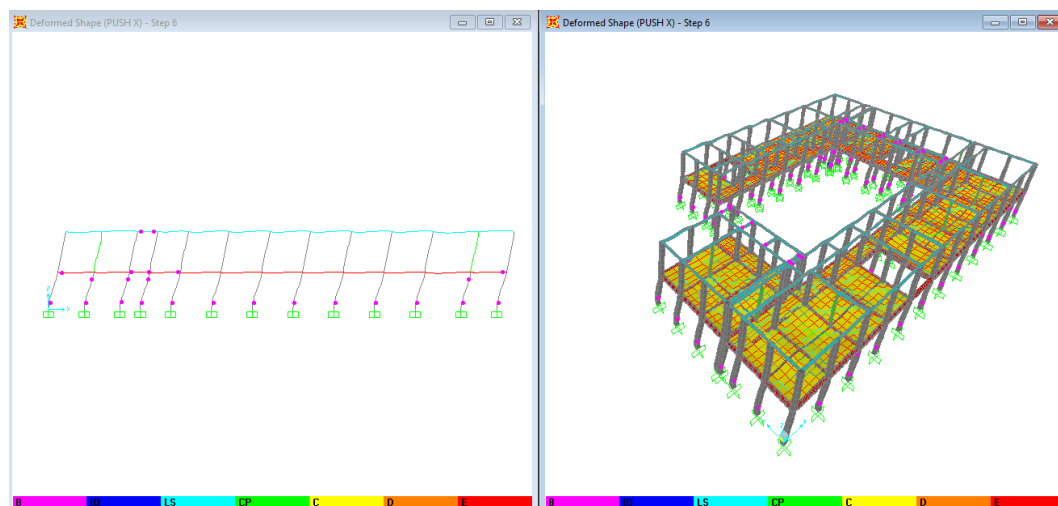 Deformed Shape (PUSH X) - Step 6
Deformed Shape (PUSH X) - Step 6
Z
X
Z
B IO LS CP C D E
B IO LS CP C D E